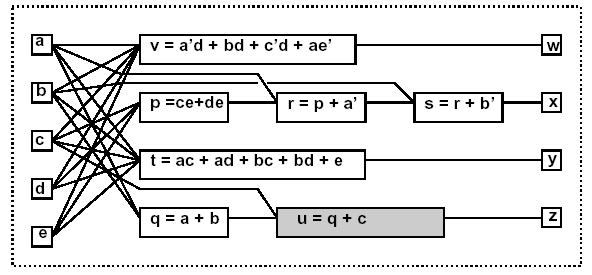 a
v = a'd + bd + c'd + ae'
w
b
p =ce+de
r = p + a'
s = r + b'
x
c
t = ac + ad + bc + bd + e
y
d
q = a + b
u = q + c
z
e